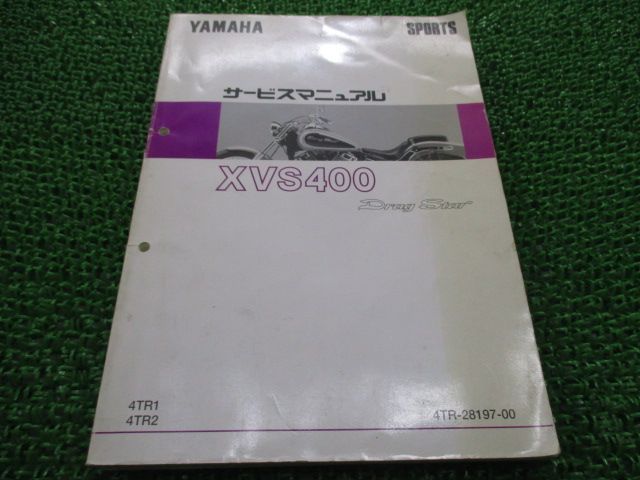 YAMAHA
SPORTS
サービスマニュアル
XVS400
Drag Star
4TR1
4TR2
4TR-28197-00